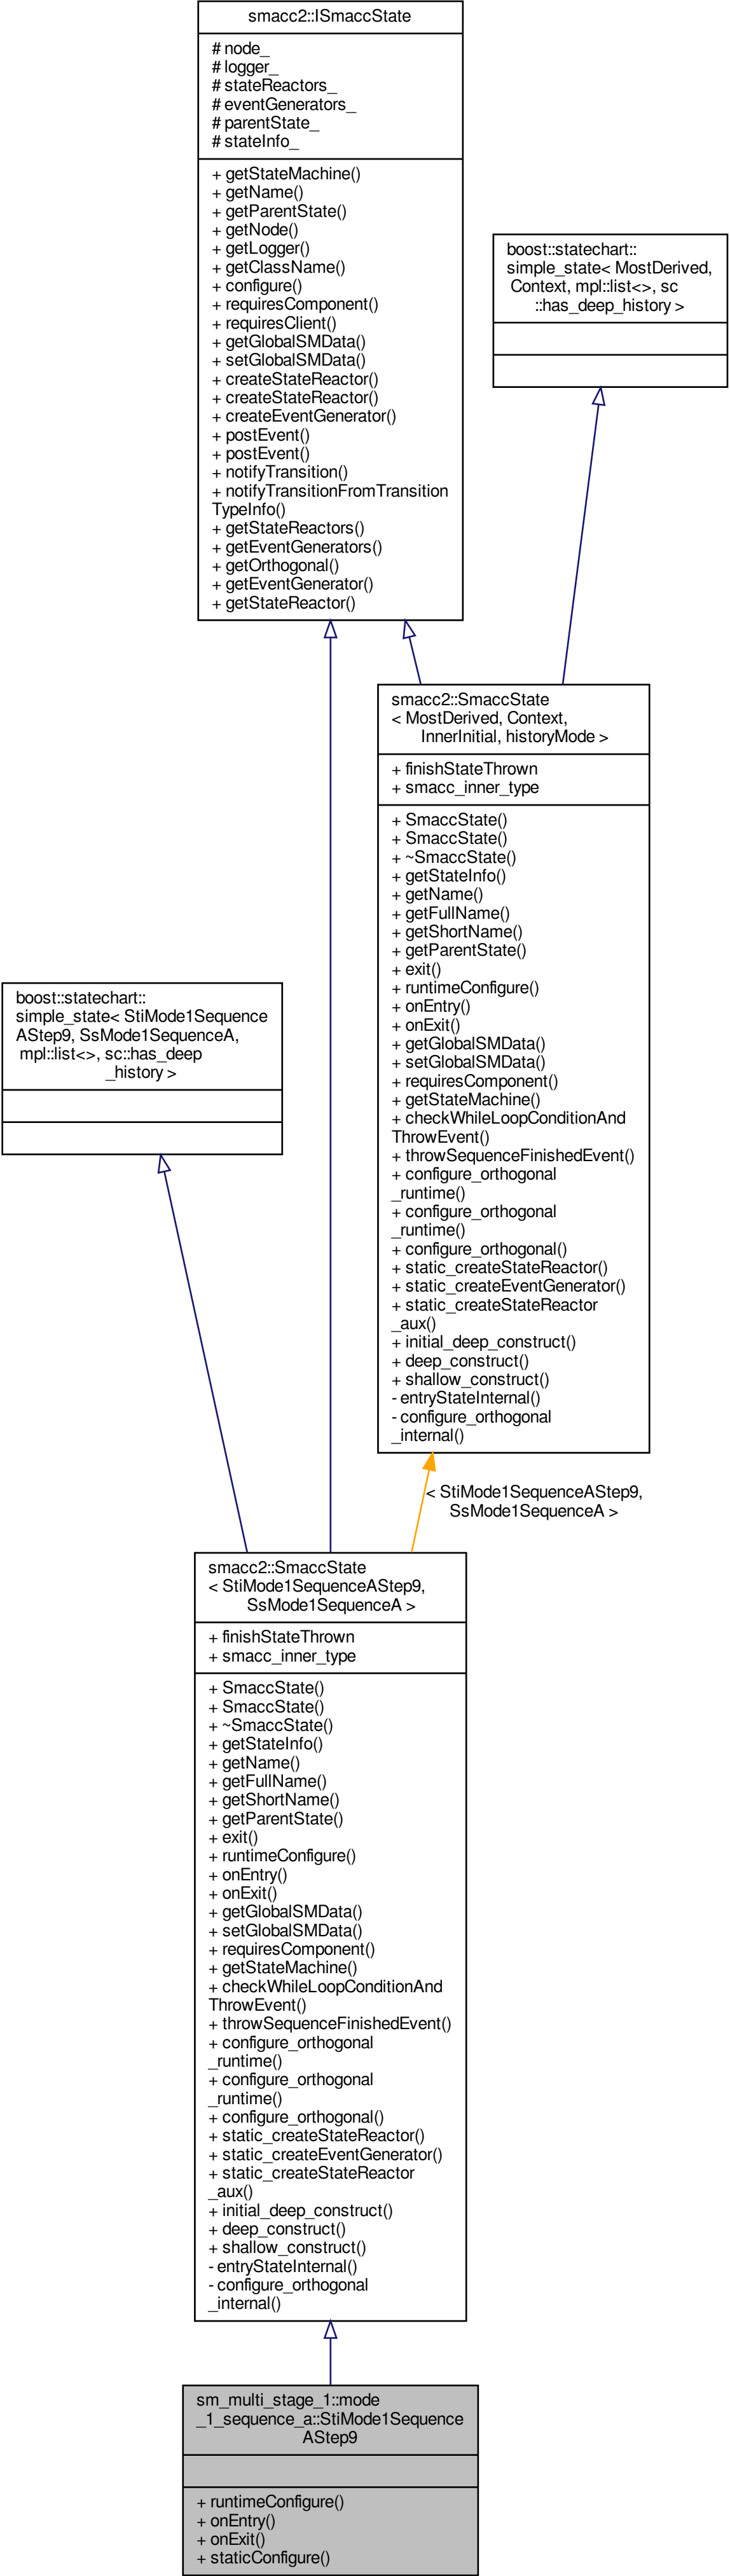 smacc2::ISmaccState
# node_
# logger_
# stateReactors_
# eventGenerators_
# parentState_
# stateInfo_
+ getStateMachine()
+ getName()
+ getParentState()
+ getNode()
+ getLogger()
+ getClassName()
+ configure()
+ requiresComponent()
+ requiresClient()
+ getGlobalSMData()
+ setGlobalSMData()
+ createStateReactor()
+ createStateReactor()
+ createEventGenerator()
+ postEvent()
+ postEvent()
+ notifyTransition()
+ notifyTransitionFromTransition
TypeInfo()
+ getStateReactors()
+ getEventGenerators()
+ getOrthogonal()
+ getEventGenerator()
+ getStateReactor()
boost::statechart::
simple_state< MostDerived,
Context, mpl::list<>, sc
::has_deep_history >
smacc2::SmaccState
< MostDerived, Context,
InnerInitial, historyMode >
+ finishStateThrown
+ smacc_inner_type
+ SmaccState()
+ SmaccState()
+ ~SmaccState()
+ getStateInfo()
+ getName()
+ getFullName()
+ getShortName()
+ getParentState()
+ exit()
+ runtimeConfigure()
+ onEntry()
+ onExit()
+ getGlobalSMData()
+ setGlobalSMData()
+ requiresComponent()
+ getStateMachine()
+ checkWhileLoopConditionAnd
ThrowEvent()
+ throwSequenceFinishedEvent()
+ configure_orthogonal
_runtime()
+ configure_orthogonal
_runtime()
+ configure_orthogonal()
+ static_createStateReactor()
+ static_createEventGenerator()
+ static_createStateReactor
_aux()
+ initial_deep_construct()
+ deep_construct()
+ shallow_construct()
- entryStateInternal()
- configure_orthogonal
_internal()
boost::statechart::
simple_state< StiMode1Sequence
AStep9, SsMode1SequenceA,
mpl::list<>, sc::has_deep
_history >
< StiMode1SequenceAStep9,
SsMode1SequenceA >
smacc2::SmaccState
< StiMode1SequenceAStep9,
SsMode1SequenceA >
+ finishStateThrown
+ smacc_inner_type
+ SmaccState()
+ SmaccState()
+ ~SmaccState()
+ getStateInfo()
+ getName()
+ getFullName()
+ getShortName()
+ getParentState()
+ exit()
+ runtimeConfigure()
+ onEntry()
+ onExit()
+ getGlobalSMData()
+ setGlobalSMData()
+ requiresComponent()
+ getStateMachine()
+ checkWhileLoopConditionAnd
ThrowEvent()
+ throwSequenceFinishedEvent()
+ configure_orthogonal
_runtime()
+ configure_orthogonal
_runtime()
+ configure_orthogonal()
+ static_createStateReactor()
+ static_createEventGenerator()
+ static_createStateReactor
_aux()
+ initial_deep_construct()
+ deep_construct()
+ shallow_construct()
- entryStateInternal()
- configure_orthogonal
_internal()
sm_multi_stage_1::mode
_1_sequence_a::StiMode1Sequence
AStep9
+ runtimeConfigure()
+ onEntry()
+ onExit()
+ staticConfigure()